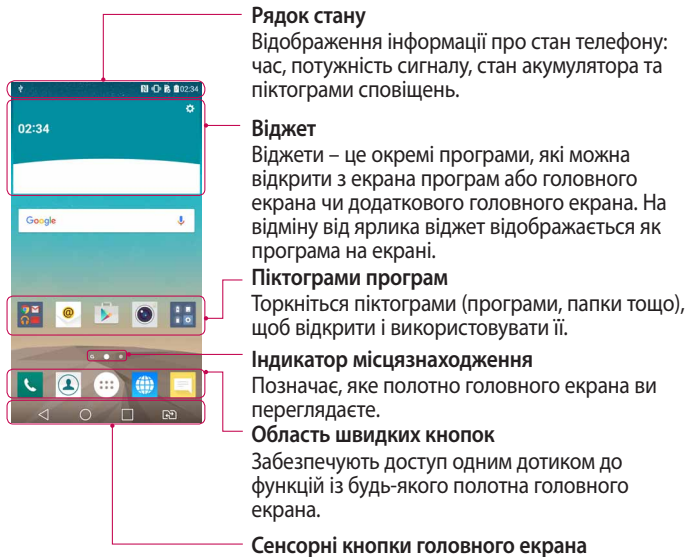 Рядок стану
Відображення інформації про стан телефону:
час, потужність сигналу, стан акумулятора та
піктограми сповіщень.
02:34
02:34
Google
Віджет
Віджети – це окремі програми, які можна
відкрити з екрана програм або головного
екрана чи додаткового головного екрана. На
відміну від ярлика віджет відображається як
програма на екрані.
Піктограми програм
Торкніться піктограми (програми, папки тощо),
щоб відкрити і використовувати її.
Індикатор місцязнаходження
Позначає, яке полотно головного екрана ви
переглядаєте.
Область швидких кнопок
Забезпечують доступ одним дотиком до
функцій із будь-якого полотна головного
екрана.
Сенсорні кнопки головного екрана